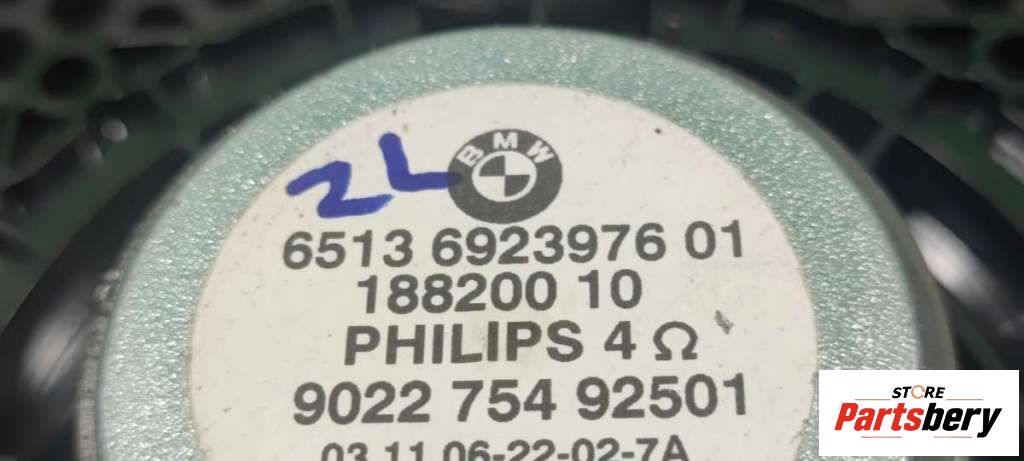 2L
BMW
6513 6923976 01
188200 10
PHILIPS 4 Ω
9022 754 92501
03 11 06-22-02-7A
STORE
Partsbery